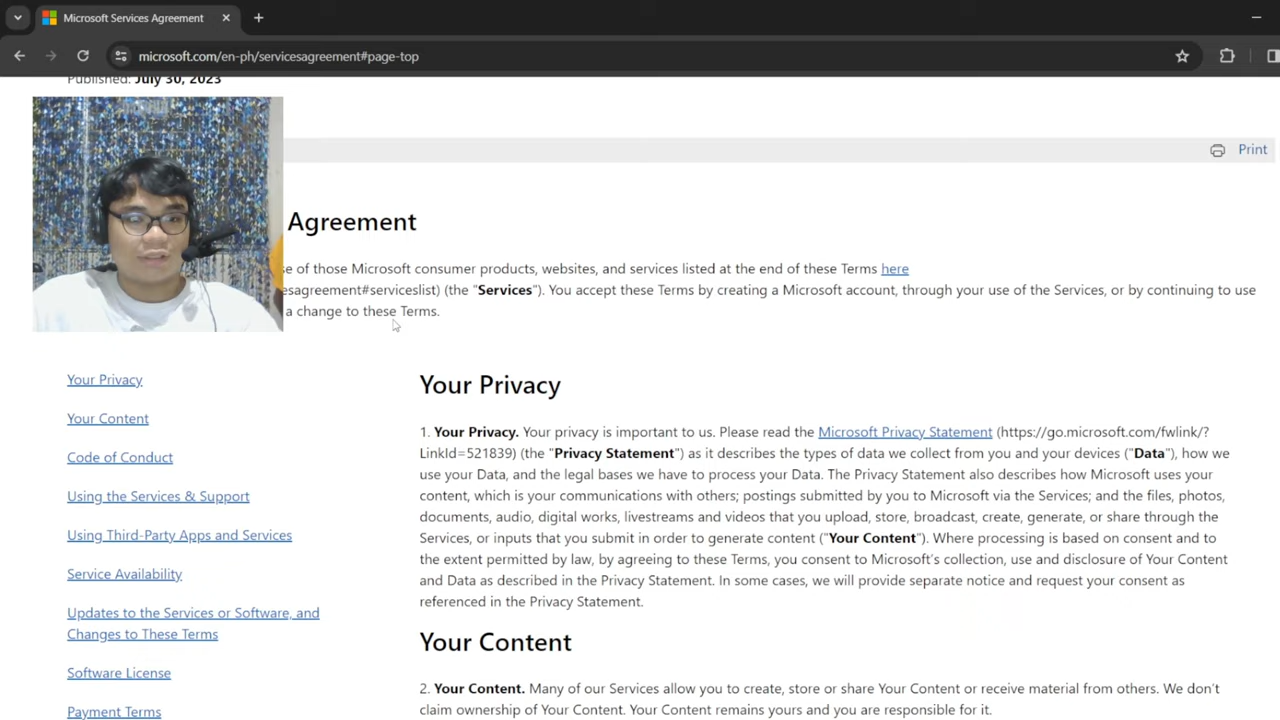 Microsoft Services Agreement
microsoft.com/en-ph/servicesagreement#page-top
Published: July 30, 2023
Print
Agreement
se of those Microsoft consumer products, websites, and services listed at the end of these Terms here
esagreement#serviceslist) (the "Services"). You accept these Terms by creating a Microsoft account, through your use of the Services, or by continuing to use
a change to these Terms.
Your Privacy
Your Content
Code of Conduct
Using the Services & Support
Using Third-Party Apps and Services
Service Availability
Updates to the Services or Software, and
Changes to These Terms
Software License
Payment Terms
Your Privacy
1. Your Privacy. Your privacy is important to us. Please read the Microsoft Privacy Statement (https://go.microsoft.com/fwlink/?
LinkId=521839) (the "Privacy Statement") as it describes the types of data we collect from you and your devices ("Data"), how we
use your Data, and the legal bases we have to process your Data. The Privacy Statement also describes how Microsoft uses your
content, which is your communications with others; postings submitted by you to Microsoft via the Services; and the files, photos,
documents, audio, digital works, livestreams and videos that you upload, store, broadcast, create, generate, or share through the
Services, or inputs that you submit in order to generate content ("Your Content"). Where processing is based on consent and to
the extent permitted by law, by agreeing to these Terms, you consent to Microsoft's collection, use and disclosure of Your Content
and Data as described in the Privacy Statement. In some cases, we will provide separate notice and request your consent as
referenced in the Privacy Statement.
Your Content
2. Your Content. Many of our Services allow you to create, store or share Your Content or receive material from others. We don't
claim ownership of Your Content. Your Content remains yours and you are responsible for it.